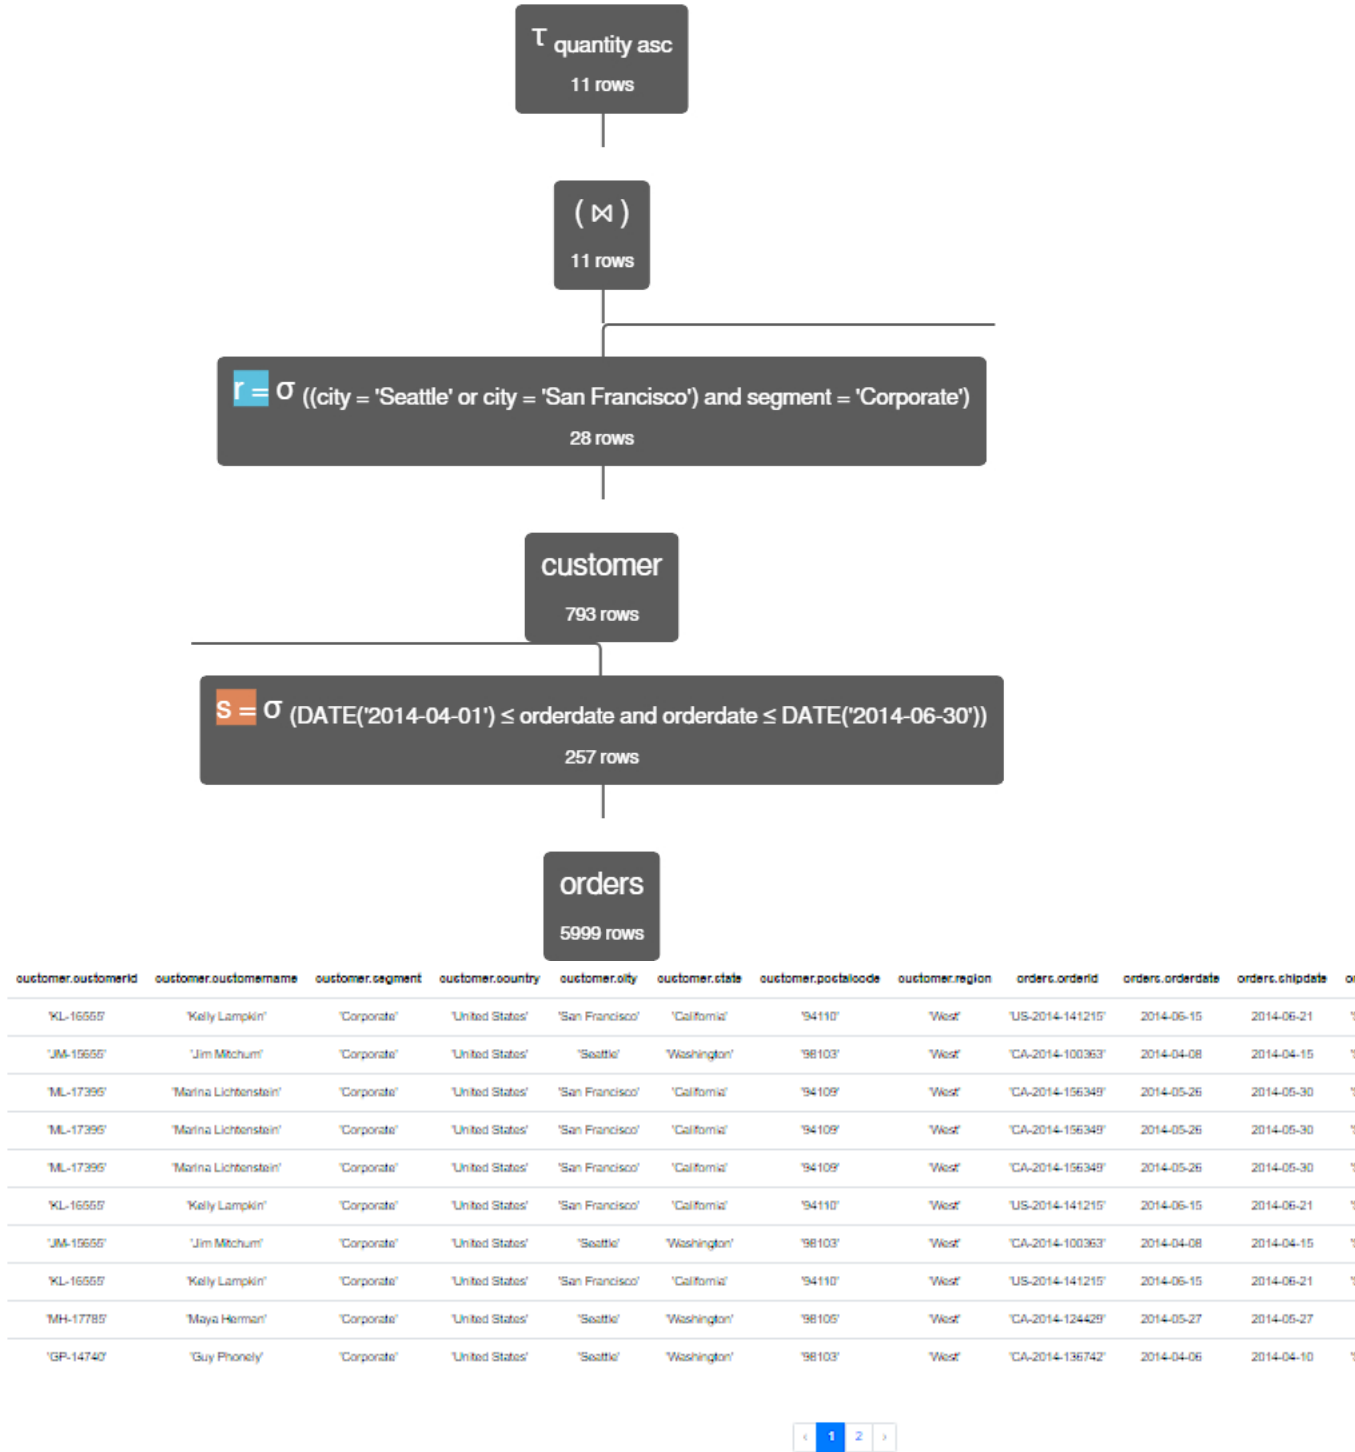 τ quantity asc
11 rows
( ⋈ )
11 rows
r = σ ((city = 'Seattle' or city = 'San Francisco') and segment = 'Corporate')
28 rows
customer
793 rows
s = σ (DATE('2014-04-01') ≤ orderdate and orderdate ≤ DATE('2014-06-30'))
257 rows
orders
5999 rows
customer.customerid customer.customername customer.segment customer.country customer.city customer.state customer.postalcode customer.region orders.orderid orders.orderdate orders.shipdate
'KL-16555' 'Kelly Lampkin' 'Corporate' 'United States' 'San Francisco' 'California' '94110' 'West' 'US-2014-141215' 2014-06-15 2014-06-21
'JM-15655' 'Jim Mitchum' 'Corporate' 'United States' 'Seattle' 'Washington' '98103' 'West' 'CA-2014-100363' 2014-04-08 2014-04-15
'ML-17395' 'Marina Lichtenstein' 'Corporate' 'United States' 'San Francisco' 'California' '94109' 'West' 'CA-2014-156349' 2014-05-26 2014-05-30
'ML-17395' 'Marina Lichtenstein' 'Corporate' 'United States' 'San Francisco' 'California' '94109' 'West' 'CA-2014-156349' 2014-05-26 2014-05-30
'ML-17395' 'Marina Lichtenstein' 'Corporate' 'United States' 'San Francisco' 'California' '94109' 'West' 'CA-2014-156349' 2014-05-26 2014-05-30
'KL-16555' 'Kelly Lampkin' 'Corporate' 'United States' 'San Francisco' 'California' '94110' 'West' 'US-2014-141215' 2014-06-15 2014-06-21
'JM-15655' 'Jim Mitchum' 'Corporate' 'United States' 'Seattle' 'Washington' '98103' 'West' 'CA-2014-100363' 2014-04-08 2014-04-15
'KL-16555' 'Kelly Lampkin' 'Corporate' 'United States' 'San Francisco' 'California' '94110' 'West' 'US-2014-141215' 2014-06-15 2014-06-21
'MH-17785' 'Maya Herman' 'Corporate' 'United States' 'Seattle' 'Washington' '98105' 'West' 'CA-2014-124429' 2014-05-27 2014-05-27
'GP-14740' 'Guy Phonely' 'Corporate' 'United States' 'Seattle' 'Washington' '98103' 'West' 'CA-2014-136742' 2014-04-06 2014-04-10
‹ 1 2 ›